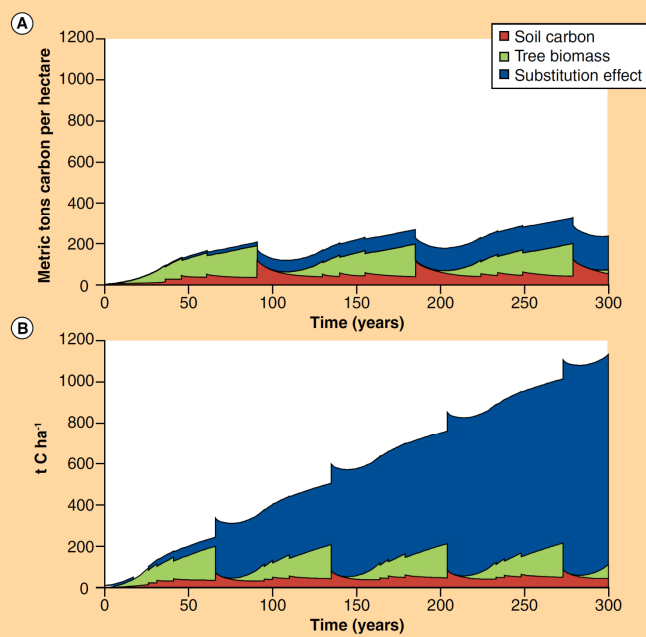 A
Soil carbon
Tree biomass
Substitution effect
Metric tons carbon per hectare
1200
1000
800
600
400
200
0
0 50 100 150 200 250 300
Time (years)
B
t C ha⁻¹
1200
1000
800
600
400
200
0
0 50 100 150 200 250 300
Time (years)